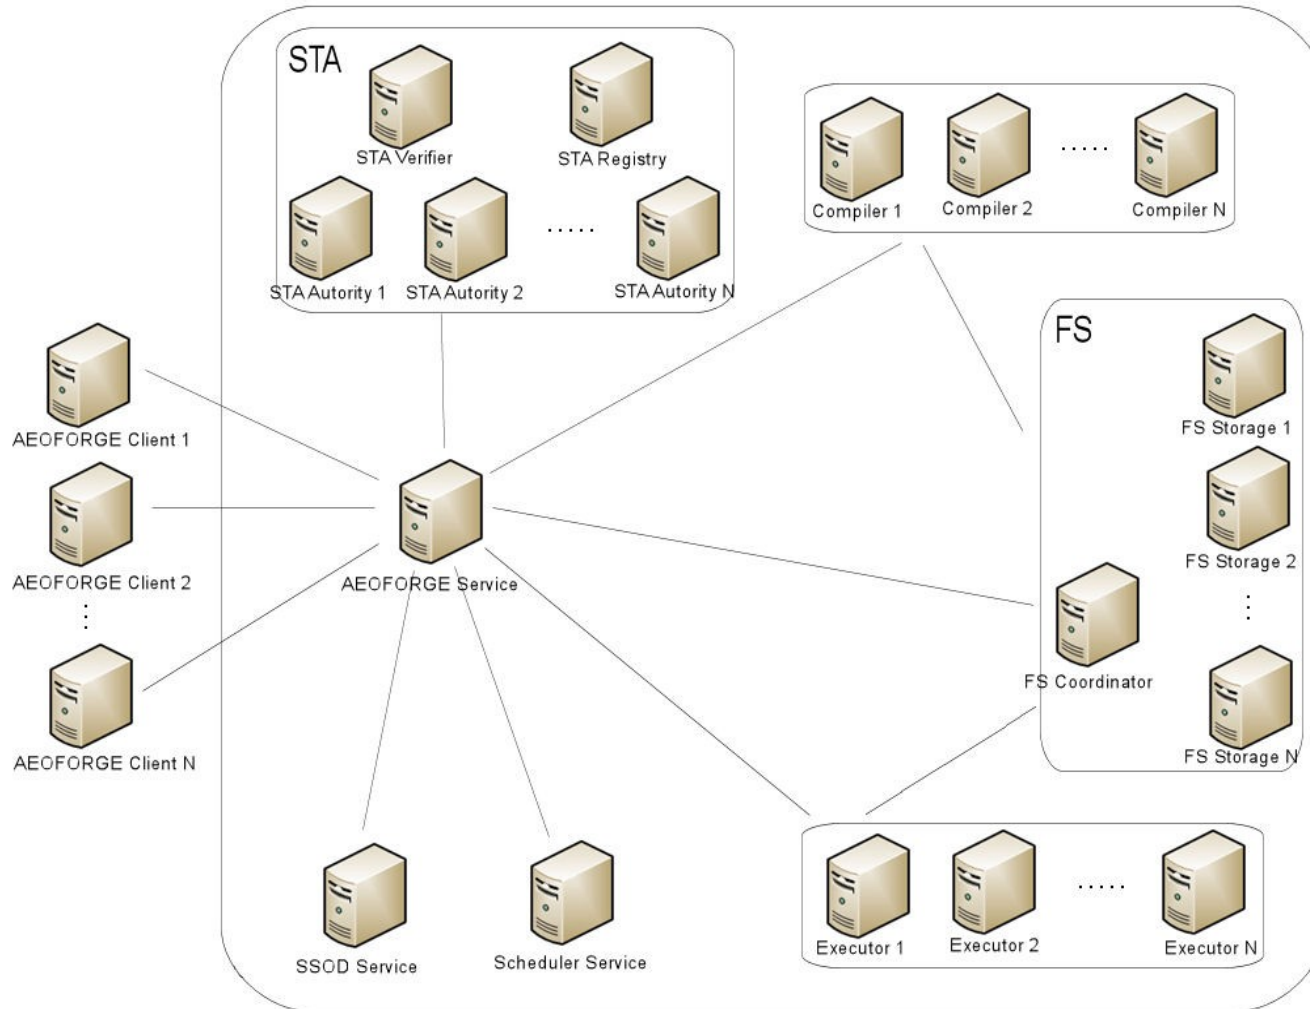 STA
STA Verifier
STA Registry
STA Autority 1
STA Autority 2
.....
STA Autority N
Compiler 1
Compiler 2
.....
Compiler N
FS
FS Storage 1
FS Storage 2
...
FS Storage N
FS Coordinator
AEOFORGE Client 1
AEOFORGE Client 2
...
AEOFORGE Client N
AEOFORGE Service
SSOD Service
Scheduler Service
Executor 1
Executor 2
.....
Executor N